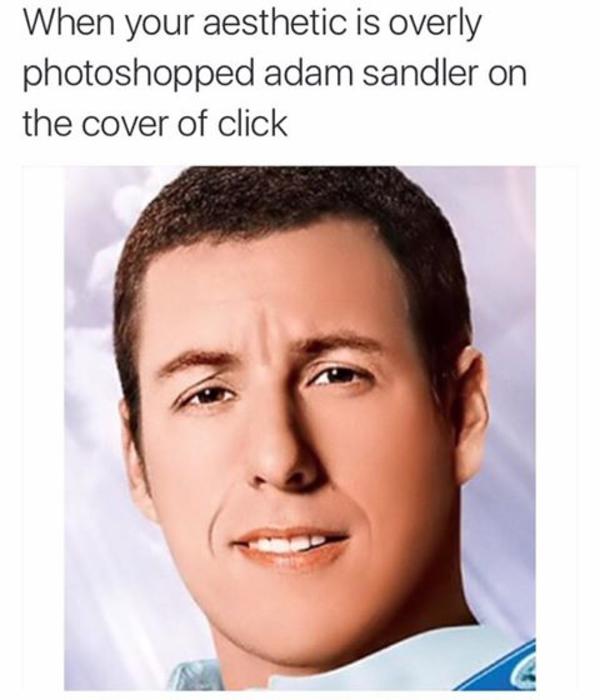 When your aesthetic is overly
photoshopped adam sandler on
the cover of click